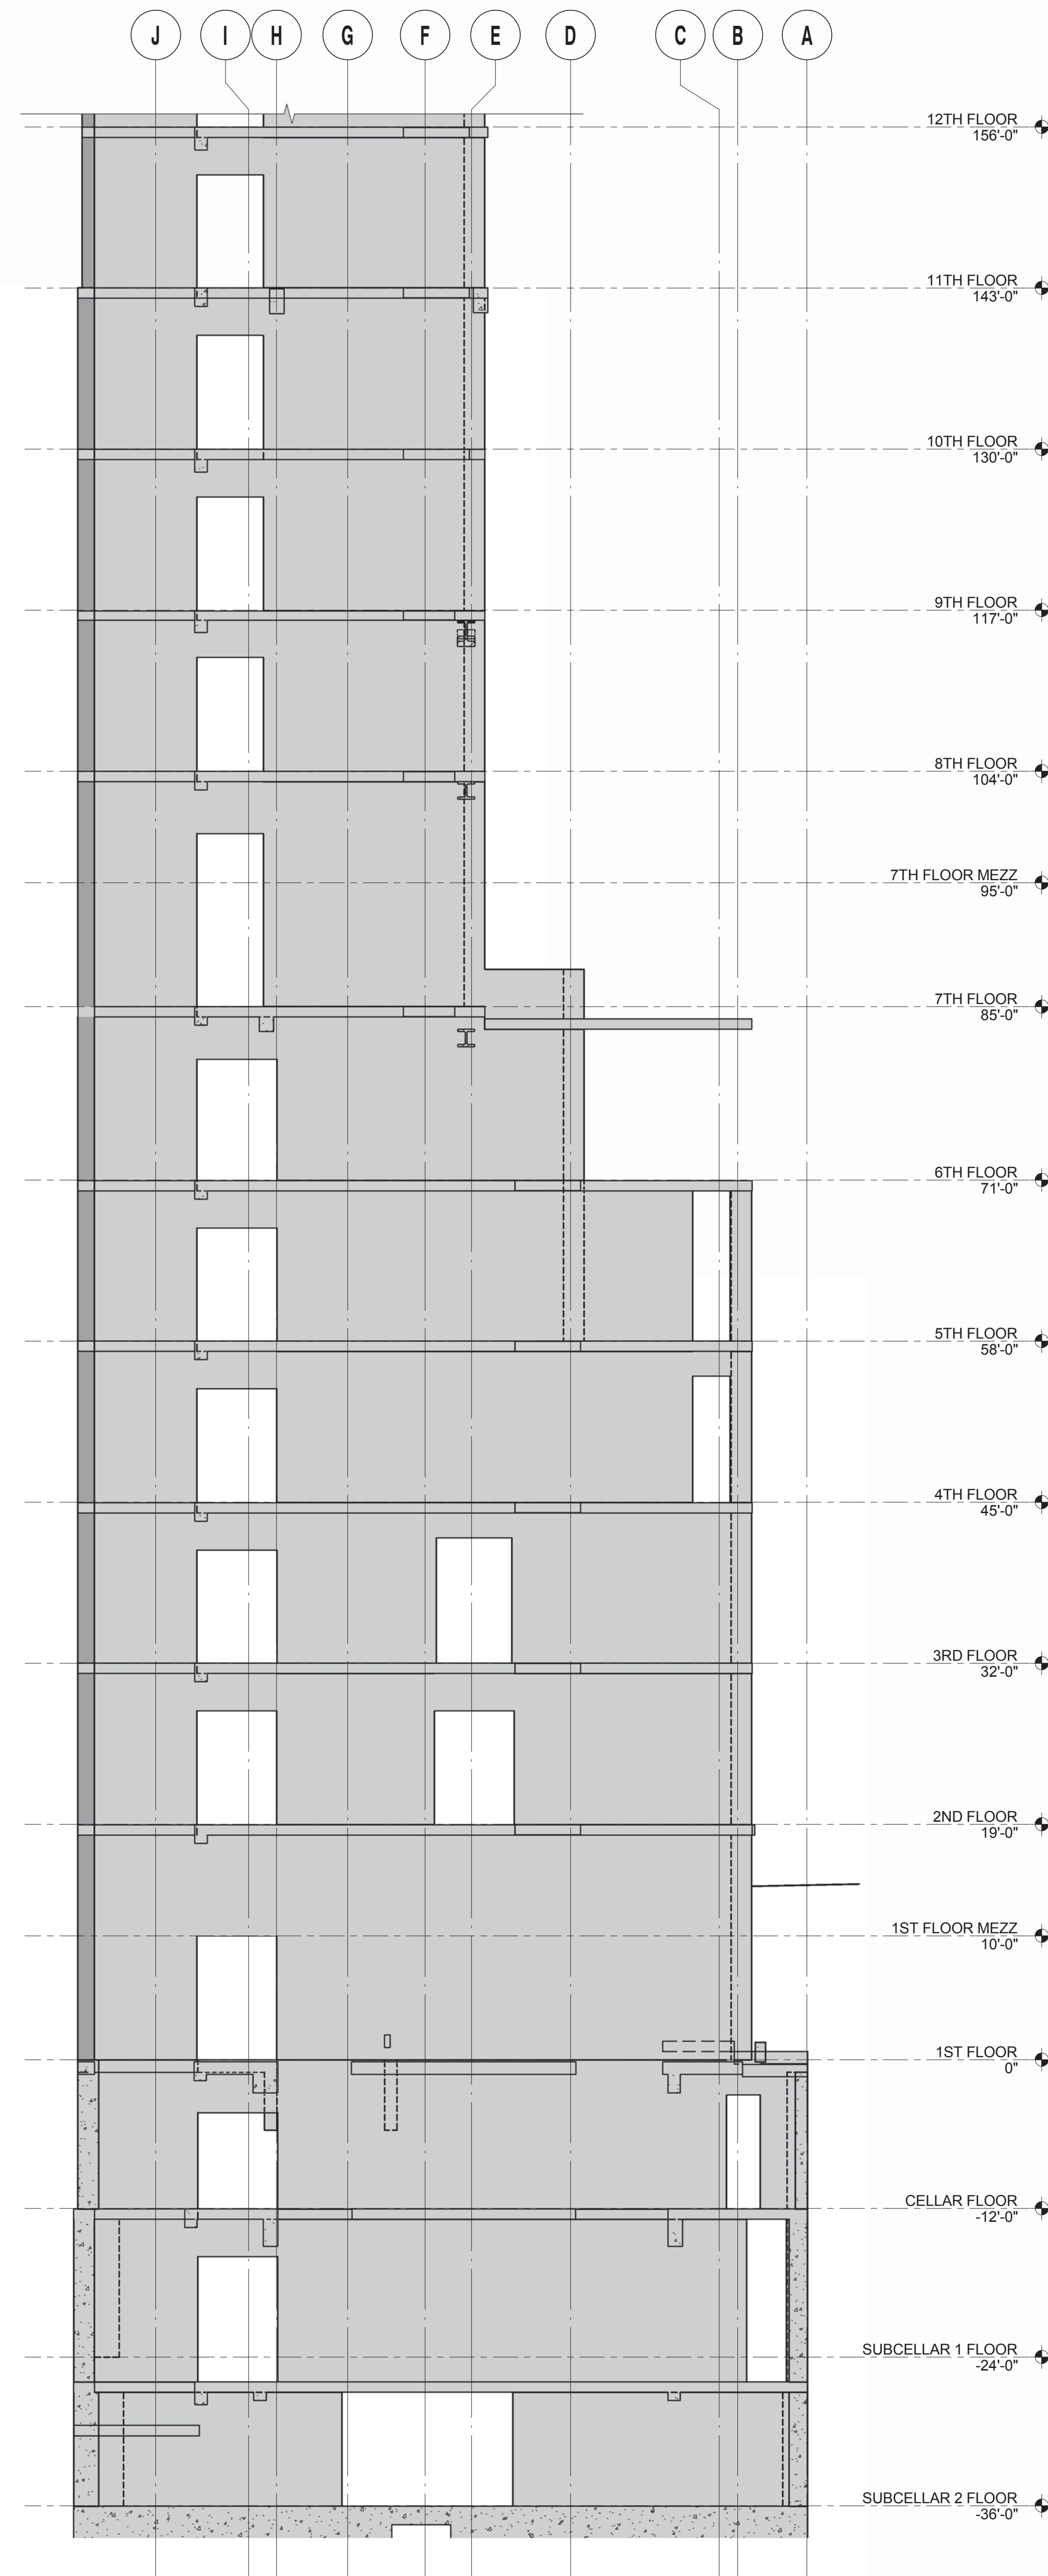 J I H G F E D C B A
12TH FLOOR
156'-0"
11TH FLOOR
143'-0"
10TH FLOOR
130'-0"
9TH FLOOR
117'-0"
8TH FLOOR
104'-0"
7TH FLOOR MEZZ
95'-0"
7TH FLOOR
85'-0"
6TH FLOOR
71'-0"
5TH FLOOR
58'-0"
4TH FLOOR
45'-0"
3RD FLOOR
32'-0"
2ND FLOOR
19'-0"
1ST FLOOR MEZZ
10'-0"
1ST FLOOR
0"
CELLAR FLOOR
-12'-0"
SUBCELLAR 1 FLOOR
-24'-0"
SUBCELLAR 2 FLOOR
-36'-0"